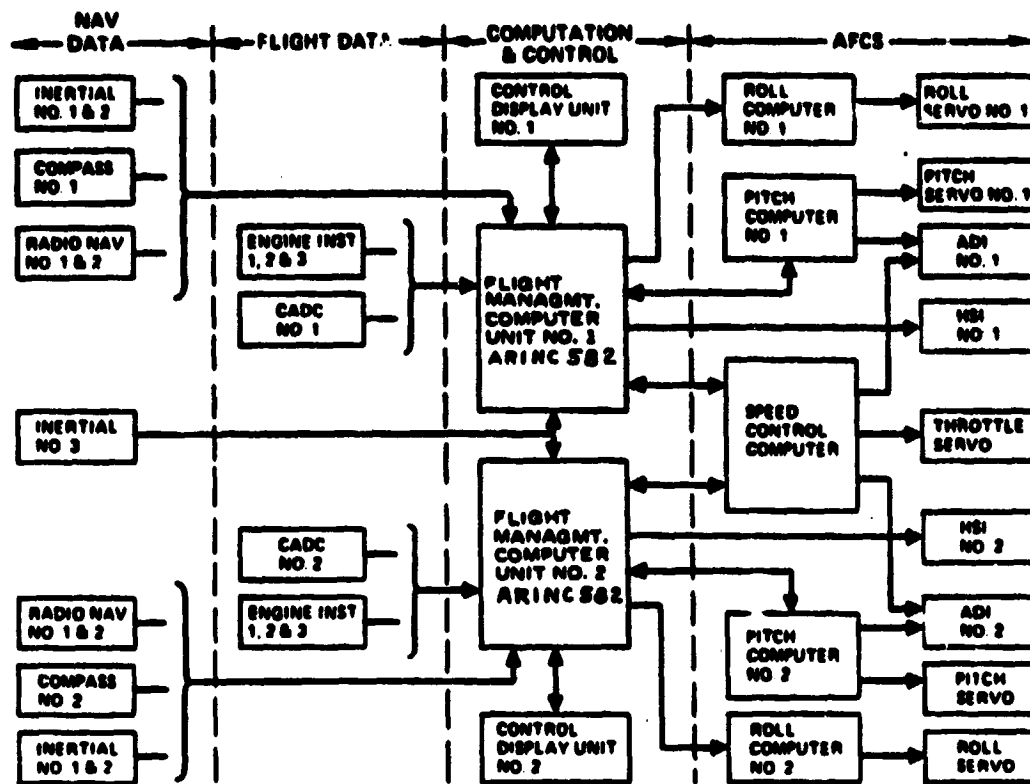 NAV
DATA
FLIGHT DATA
COMPUTATION
& CONTROL
AFCS
INERTIAL
NO. 1 & 2
COMPASS
NO. 1
RADIO NAV
NO 1 & 2
INERTIAL
NO 3
RADIO NAV
NO 1 & 2
COMPASS
NO. 2
INERTIAL
NO 1 & 2
ENGINE INST
1, 2 & 3
CADC
NO 1
CADC
NO. 2
ENGINE INST
1, 2 & 3
CONTROL
DISPLAY UNIT
NO. 1
FLIGHT
MANAGMT.
COMPUTER
UNIT NO. 1
ARINC 582
FLIGHT
MANAGMT.
COMPUTER
UNIT NO. 2
ARINC 582
CONTROL
DISPLAY UNIT
NO. 2
ROLL
COMPUTER
NO 1
PITCH
COMPUTER
NO 1
SPEED
CONTROL
COMPUTER
PITCH
COMPUTER
NO 2
ROLL
COMPUTER
NO 2
ROLL
SERVO NO. 1
PITCH
SERVO NO. 1
ADI
NO. 1
HSI
NO 1
THROTTLE
SERVO
HSI
NO 2
ADI
NO. 2
PITCH
SERVO
ROLL
SERVO